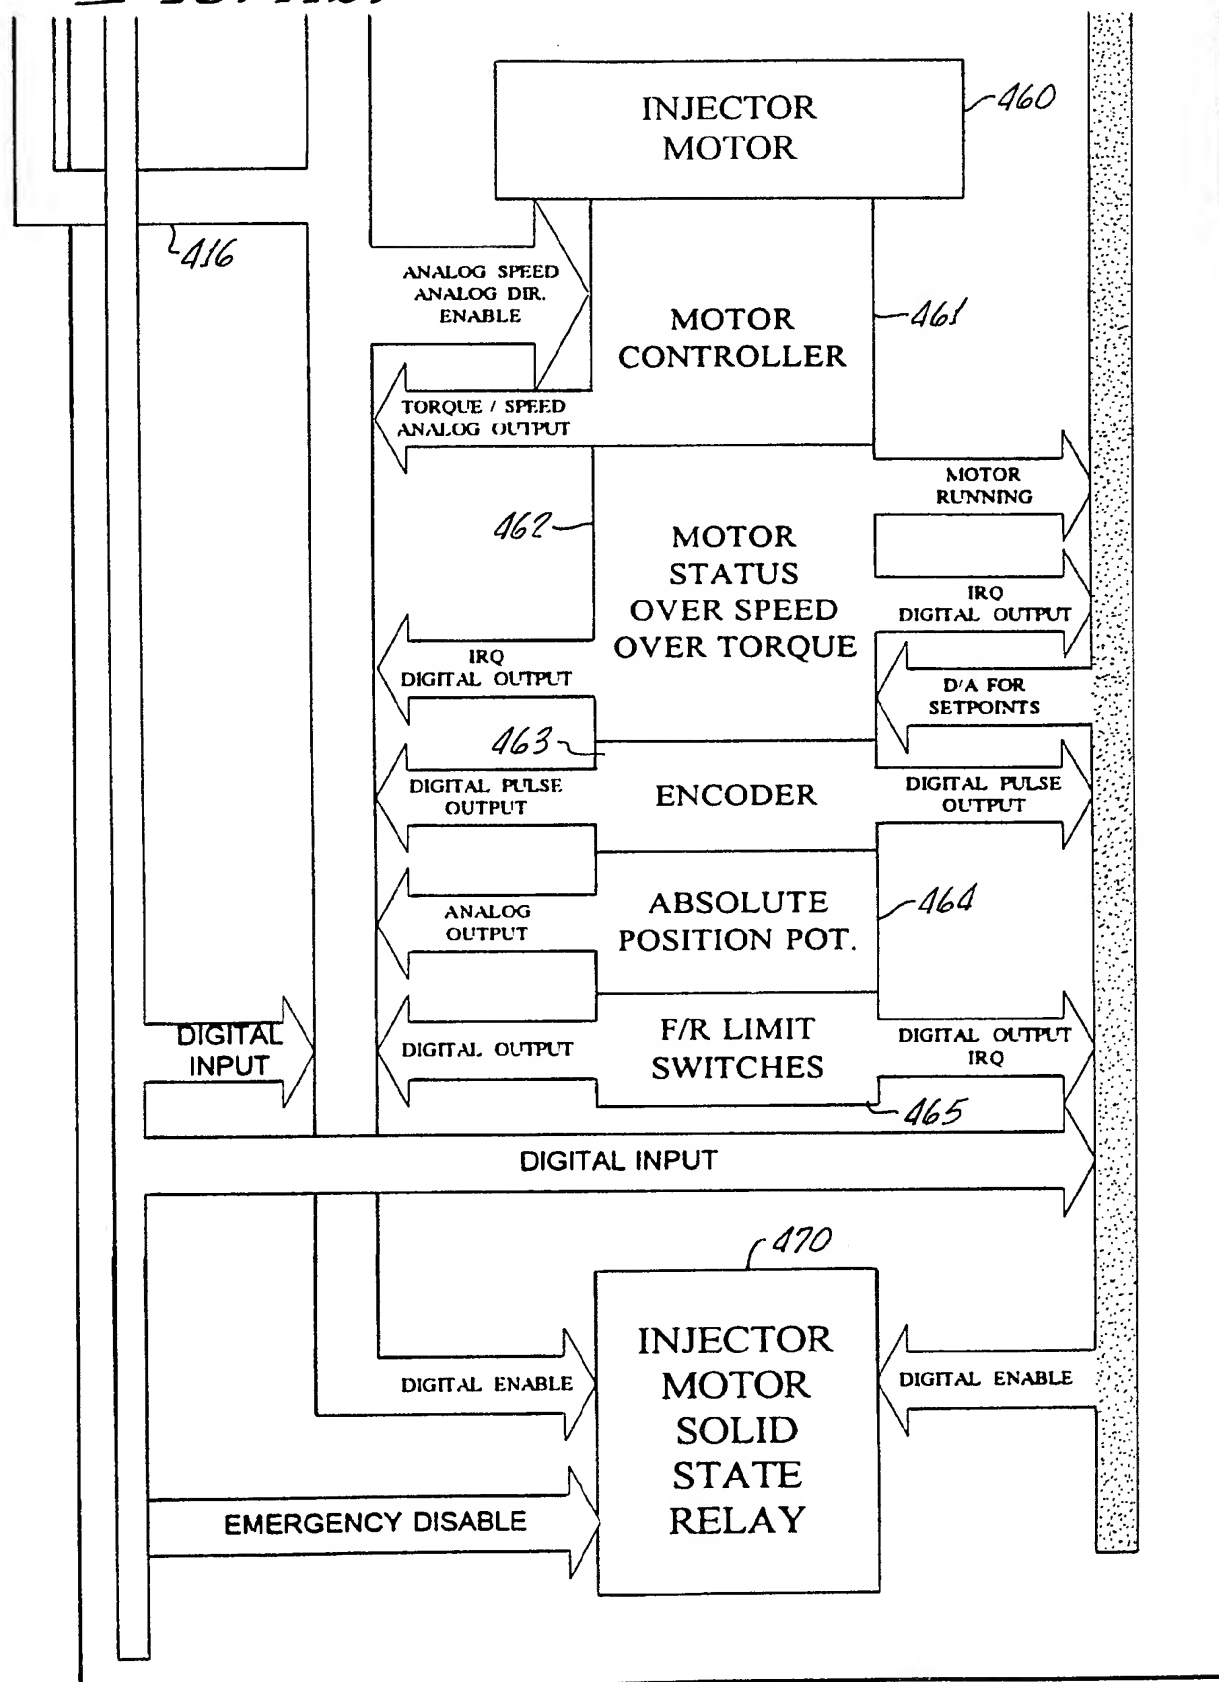 INJECTOR
MOTOR
460
416
ANALOG SPEED
ANALOG DIR.
ENABLE
MOTOR
CONTROLLER
461
TORQUE / SPEED
ANALOG OUTPUT
MOTOR
RUNNING
462
MOTOR
STATUS
OVER SPEED
OVER TORQUE
IRQ
DIGITAL OUTPUT
IRQ
DIGITAL OUTPUT
D/A FOR
SETPOINTS
463
DIGITAL PULSE
OUTPUT
ENCODER
DIGITAL PULSE
OUTPUT
ABSOLUTE
POSITION POT.
464
ANALOG
OUTPUT
DIGITAL
INPUT
DIGITAL OUTPUT
F/R LIMIT
SWITCHES
DIGITAL OUTPUT
IRQ
465
DIGITAL INPUT
470
INJECTOR
MOTOR
SOLID
STATE
RELAY
DIGITAL ENABLE
DIGITAL ENABLE
EMERGENCY DISABLE